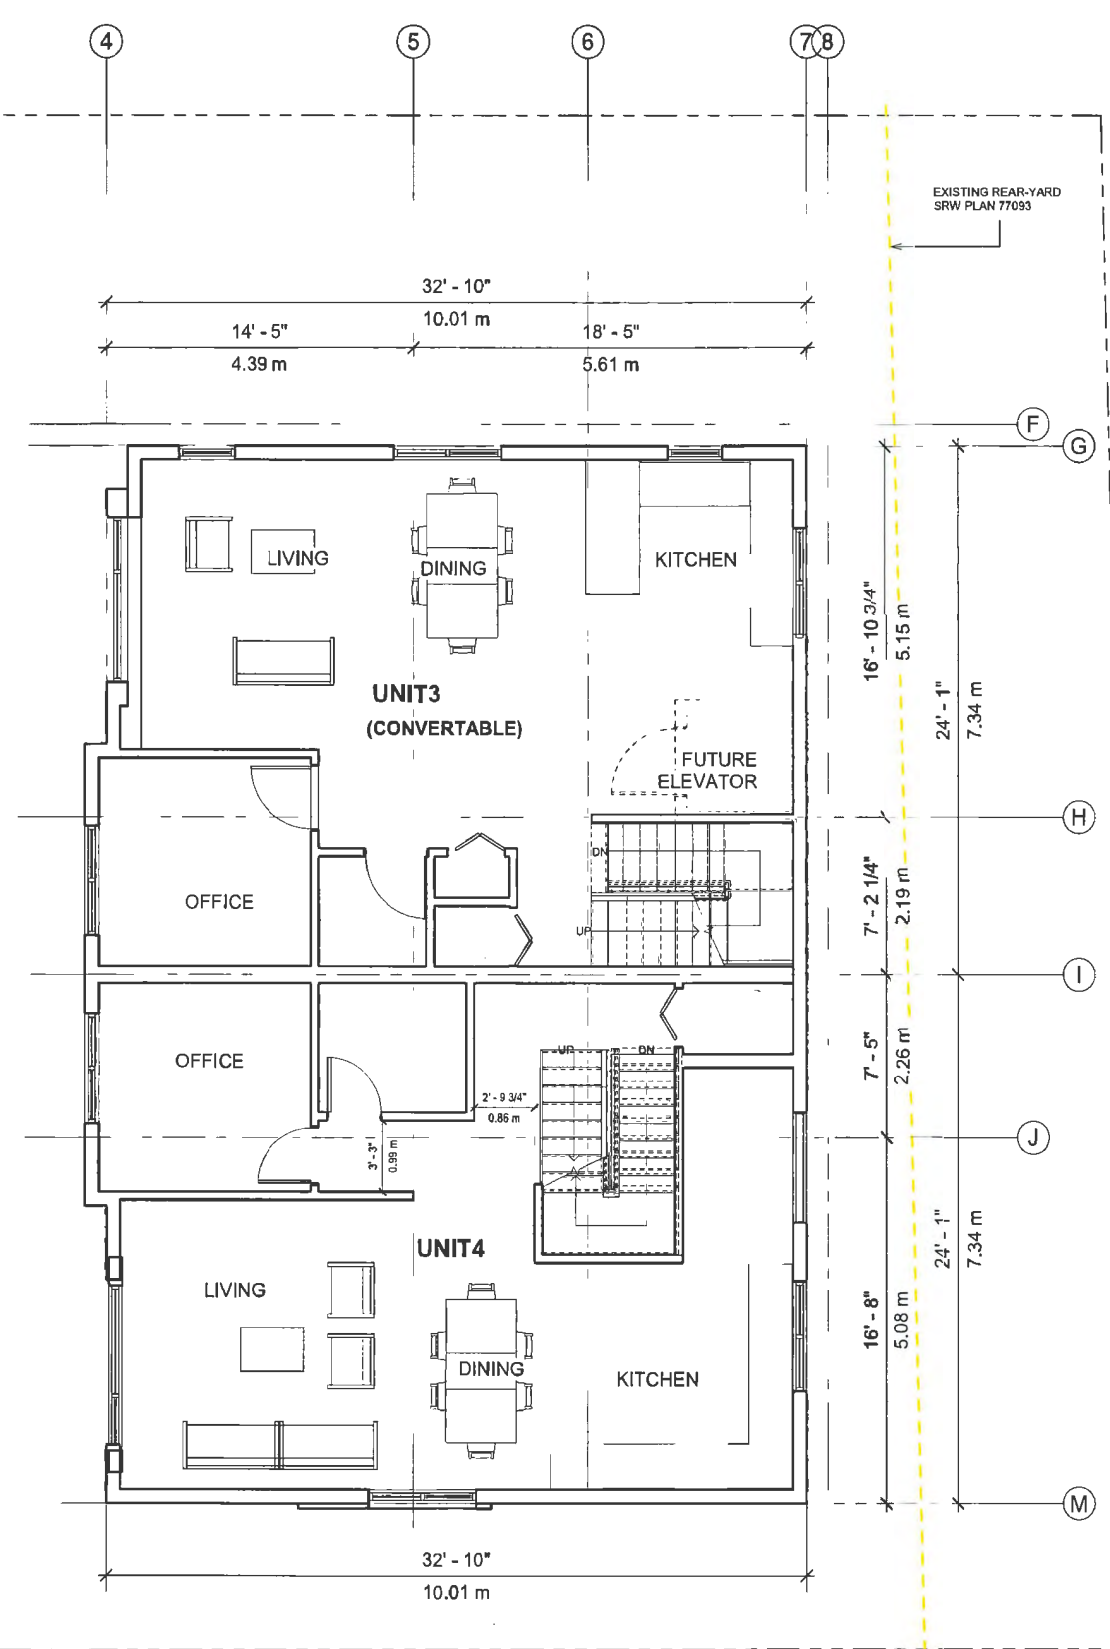 4
5
6
7
8
EXISTING REAR-YARD
SRW PLAN 77093
32' - 10"
10.01 m
14' - 5"
18' - 5"
4.39 m
5.61 m
F
G
LIVING
DINING
KITCHEN
16' - 10 3/4"
5.15 m
24' - 1"
7.34 m
UNIT3
(CONVERTABLE)
FUTURE
ELEVATOR
H
DN
OFFICE
7' - 2 1/4"
2.19 m
UP
I
OFFICE
UP
DN
7' - 5"
2.26 m
2' - 9 3/4"
0.86 m
3' - 3"
0.99 m
J
UNIT4
24' - 1"
7.34 m
LIVING
DINING
KITCHEN
16' - 8"
5.08 m
M
32' - 10"
10.01 m